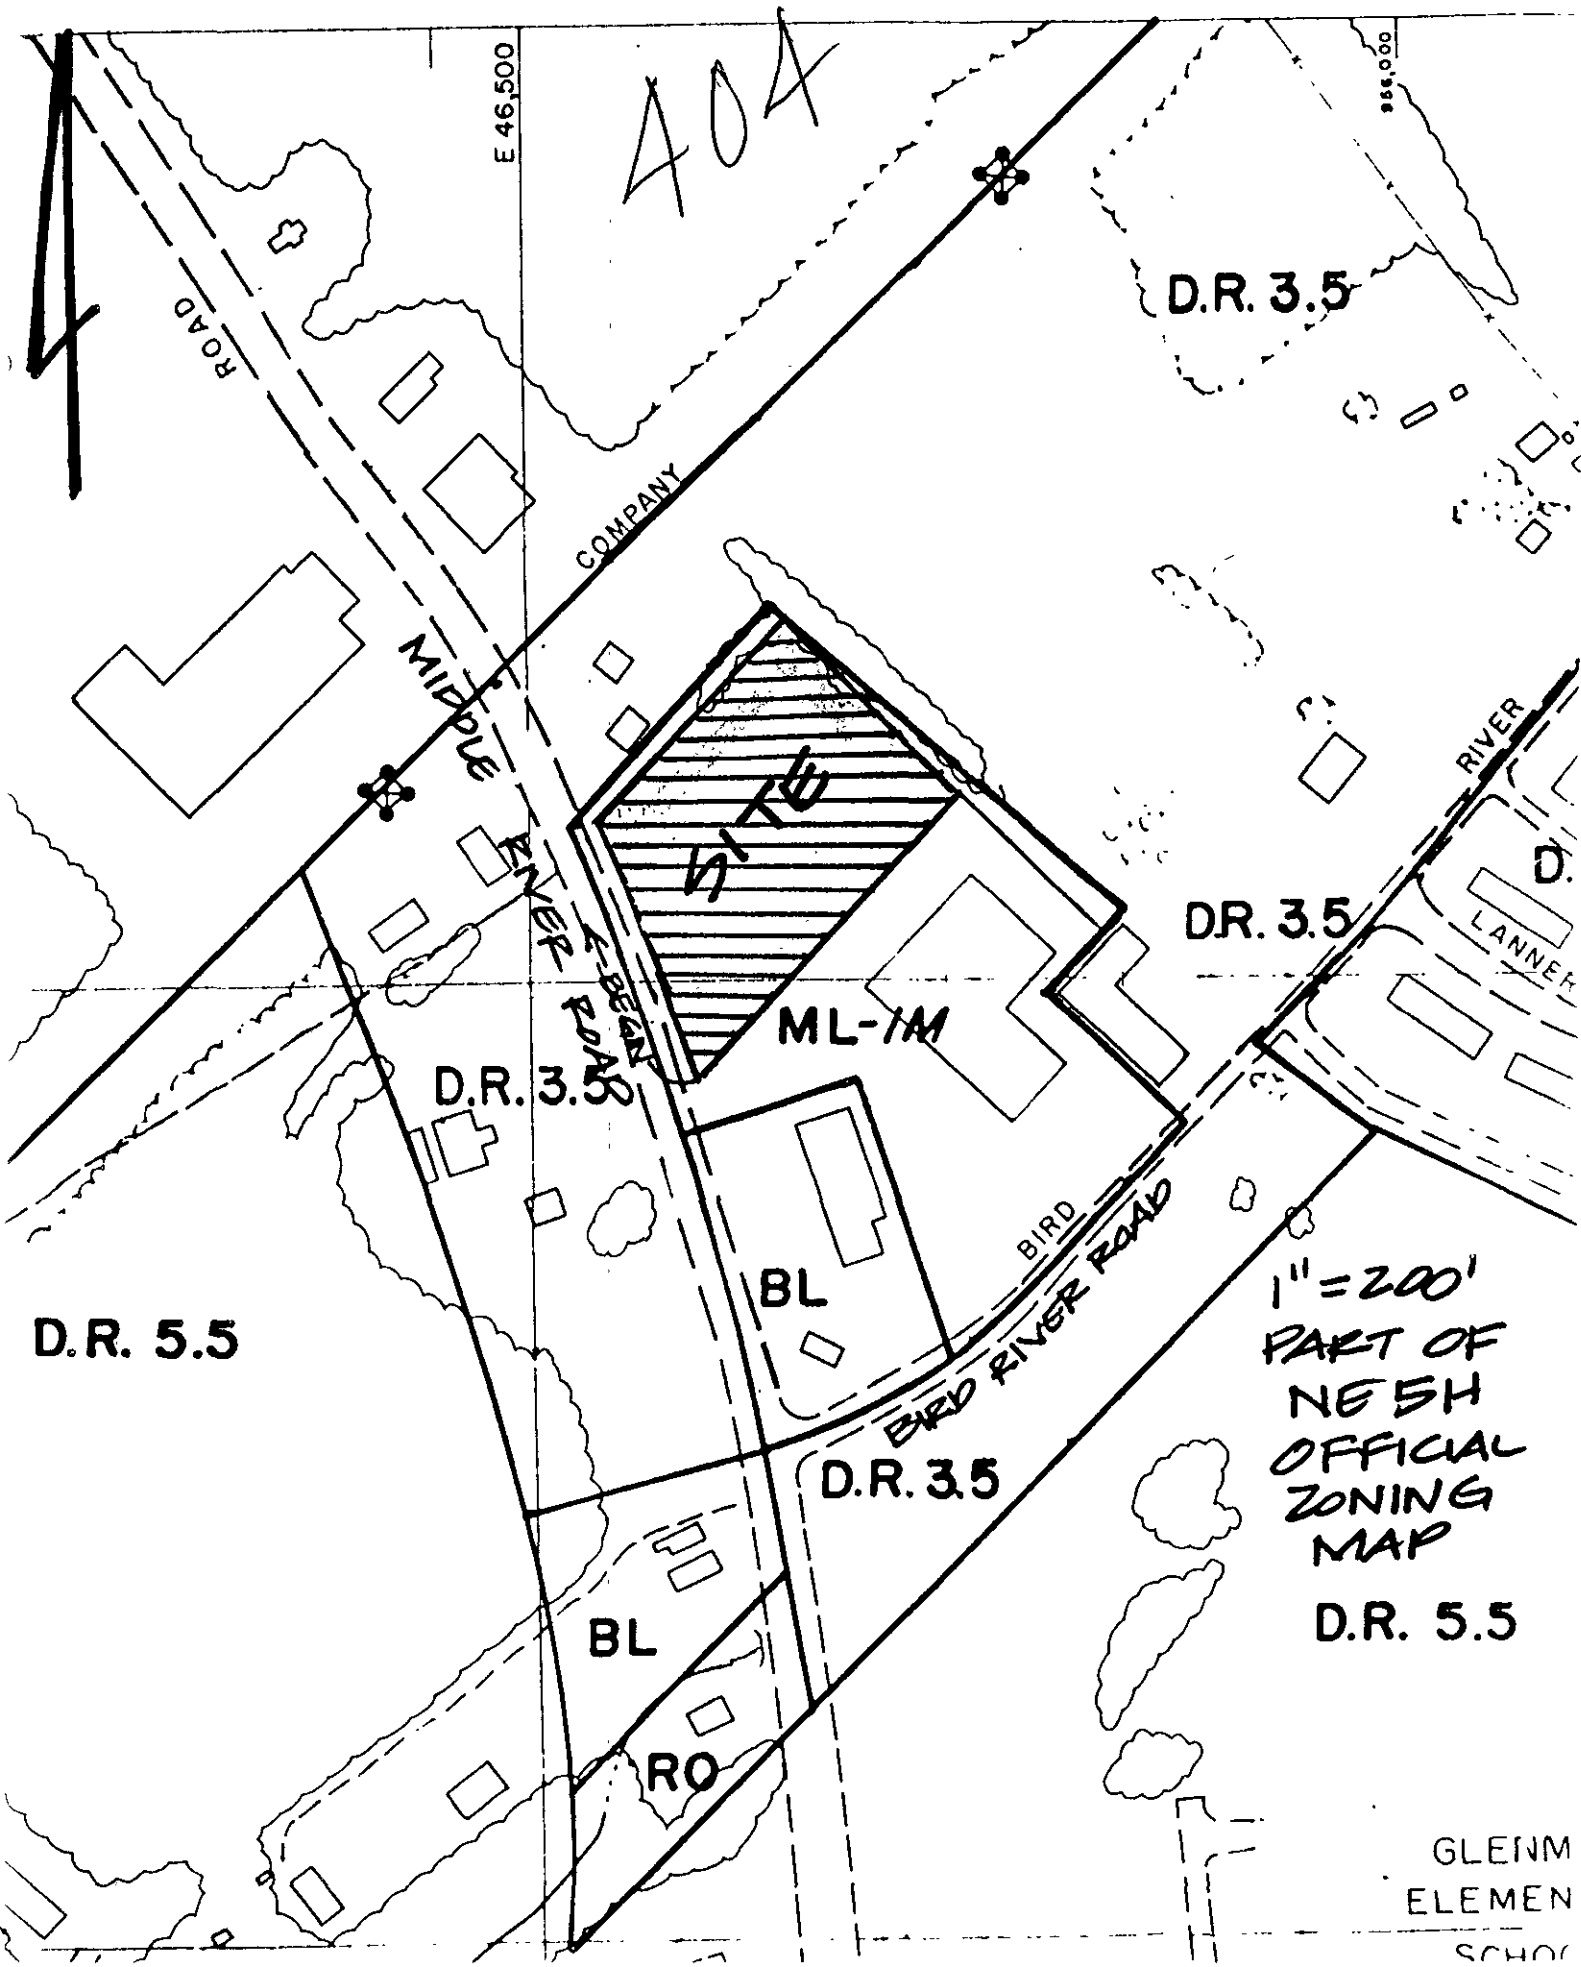 E 46,500
404
956,000
D.R. 3.5
ROAD
COMPANY
MIDDLE RIVER ROAD
RIVER
SITE
D.
D.R. 3.5
LANNER
← BEGIN
ML-IM
D.R. 3.5
BIRD
BIRD RIVER ROAD
BL
D.R. 5.5
1"=200'
PART OF
NE 5H
OFFICIAL
ZONING
MAP
D.R. 3.5
D.R. 5.5
BL
RO
GLENM
ELEMEN
SCHO